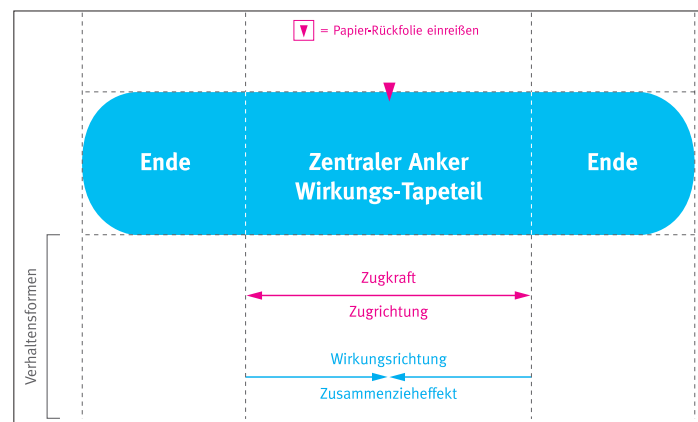 = Papier-Rückfolie einreißen
Ende
Zentraler Anker
Wirkungs-Tapeteil
Ende
Verhaltensformen
Zugkraft
Zugrichtung
Wirkungsrichtung
Zusammenzieheffekt